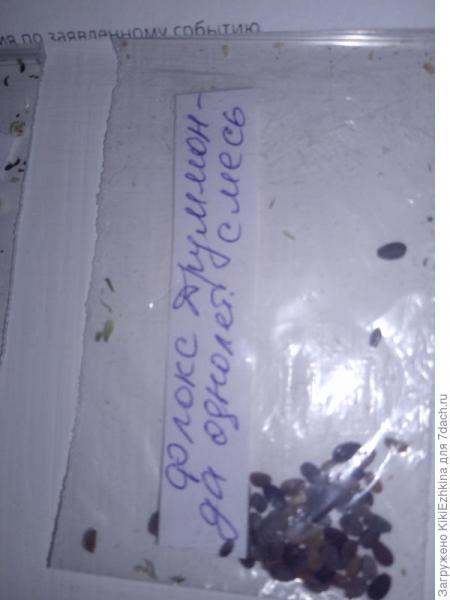 ия по заявленному событию
флокс Друммон-
да однолет. смесь
Загружено KikiEzhkina для 7dach.ru